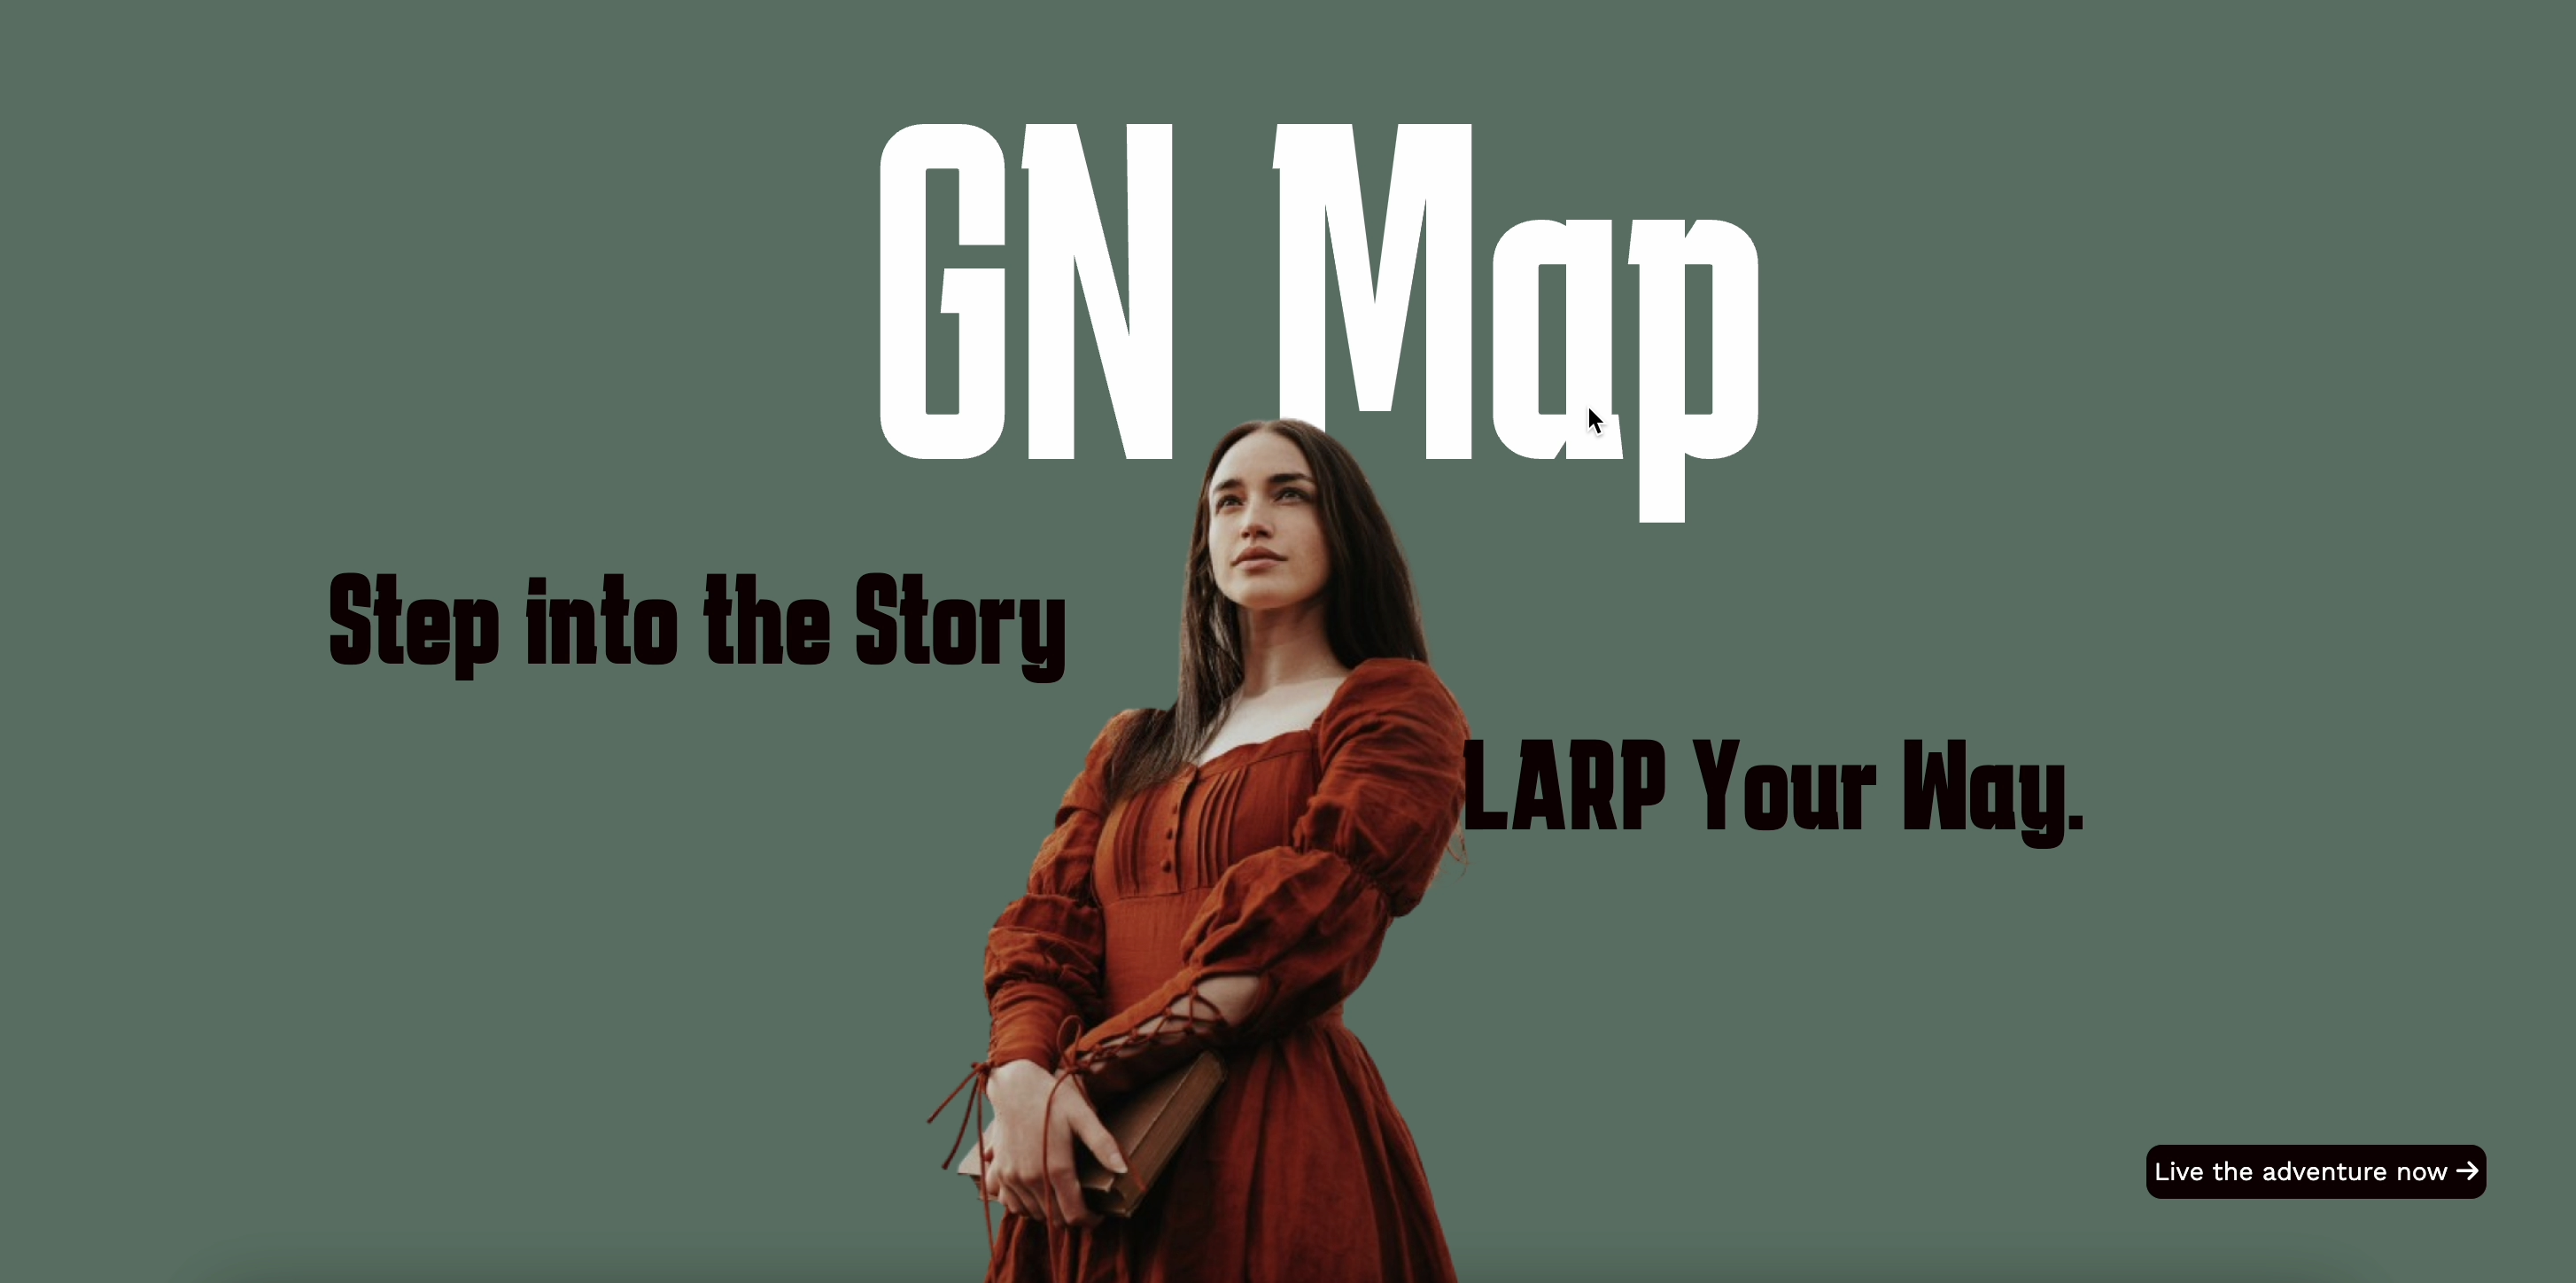 GN Map
Step into the Story
LARP Your Way.
Live the adventure now →